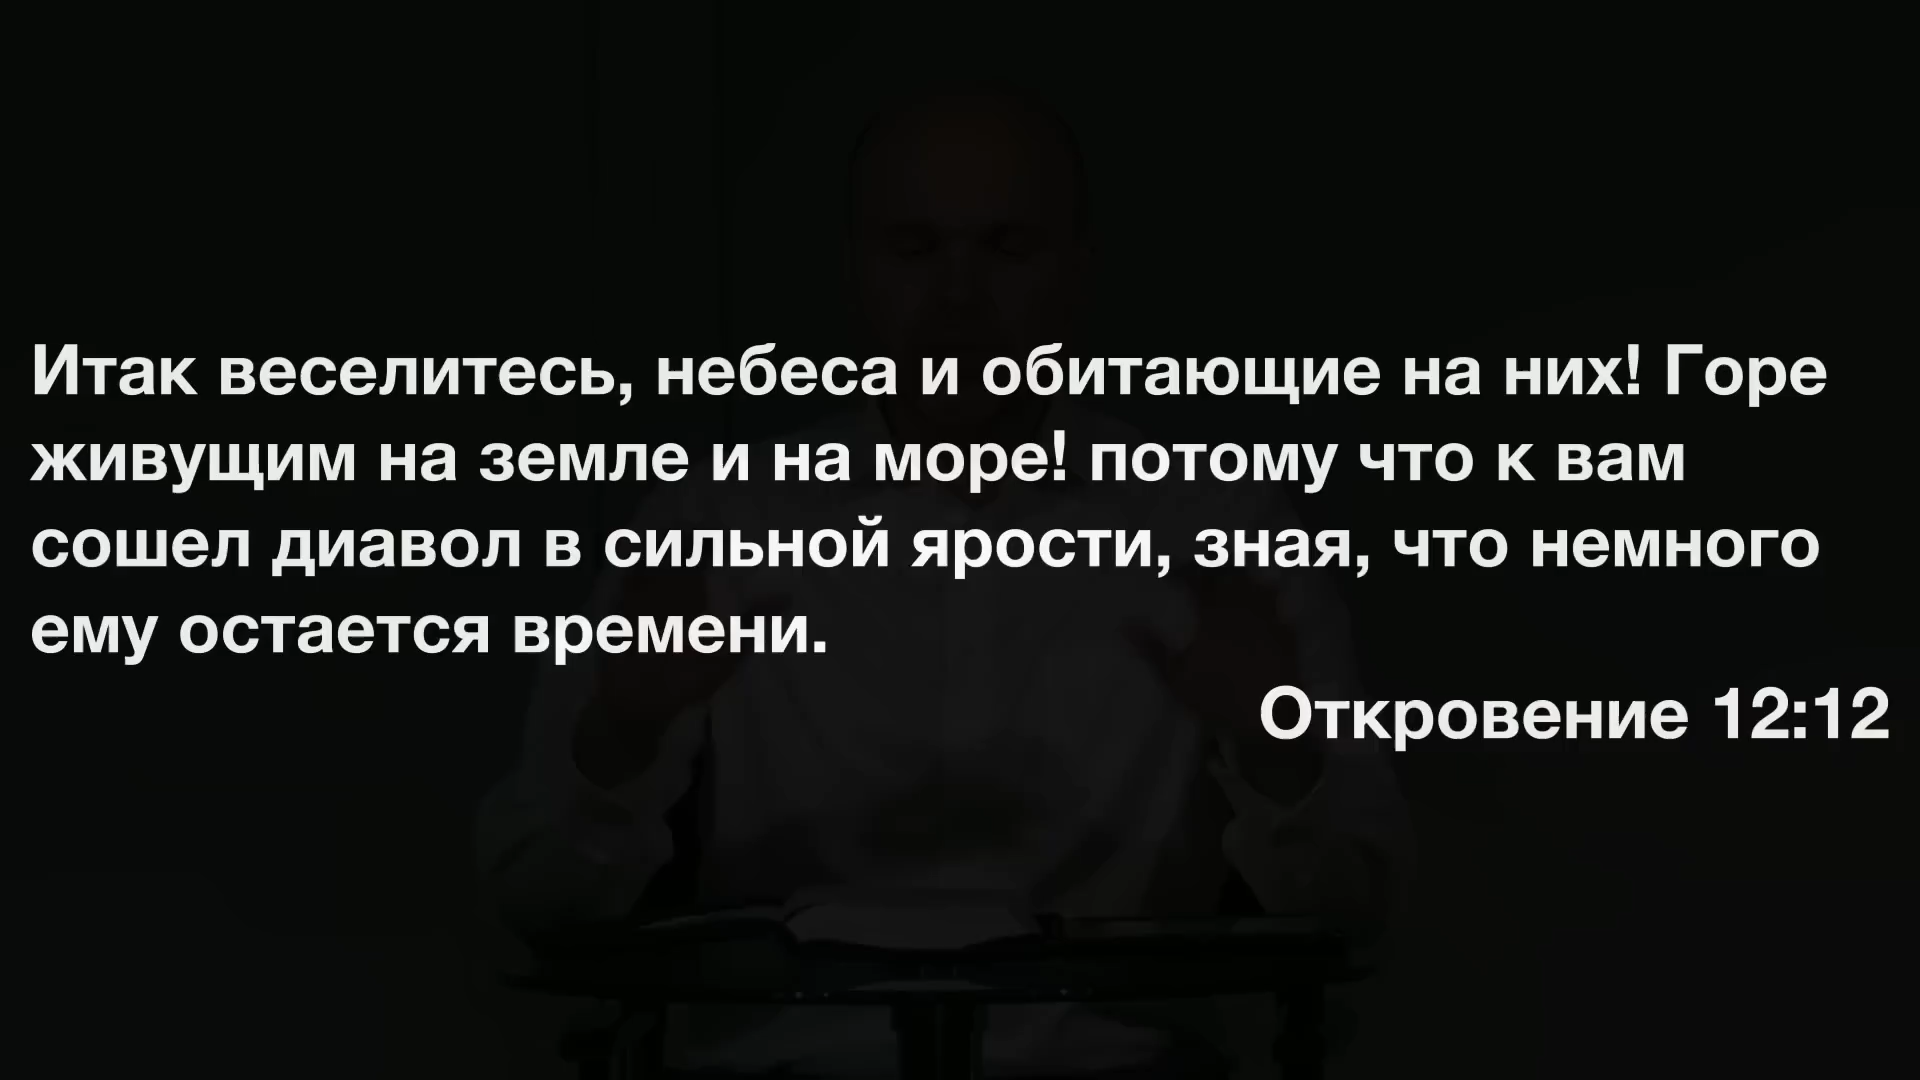 Итак веселитесь, небеса и обитающие на них! Горе
живущим на земле и на море! потому что к вам
сошел диавол в сильной ярости, зная, что немного
ему остается времени.
Откровение 12:12